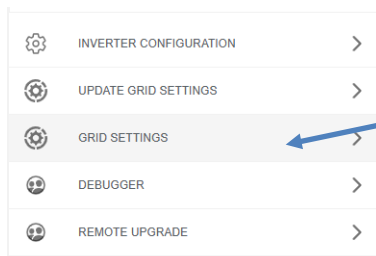 INVERTER CONFIGURATION
UPDATE GRID SETTINGS
GRID SETTINGS
DEBUGGER
REMOTE UPGRADE